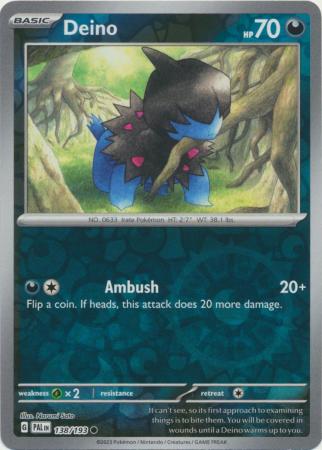 BASIC
Deino
HP 70
NO. 0633 Irate Pokémon HT: 2'7" WT: 38.1 lbs.
Ambush 20+
Flip a coin. If heads, this attack does 20 more damage.
weakness × 2 resistance retreat
Illus. Narumi Sato
G PAL EN 138/193
It can't see, so its first approach to examining
things is to bite them. You will be covered in
wounds until a Deino warms up to you.
©2023 Pokémon / Nintendo / Creatures / GAME FREAK